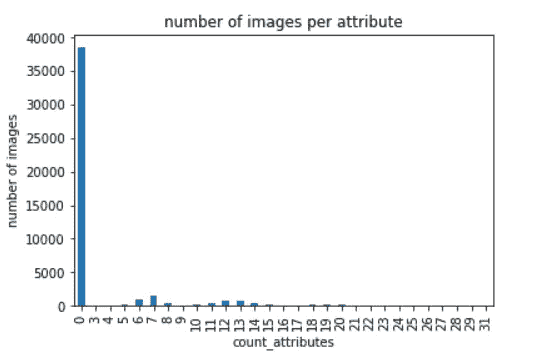 number of images per attribute
number of images
40000
35000
30000
25000
20000
15000
10000
5000
0
0 3 4 5 6 7 8 9 10 11 12 13 14 15 16 17 18 19 20 21 22 23 24 25 26 27 28 29 31
count_attributes